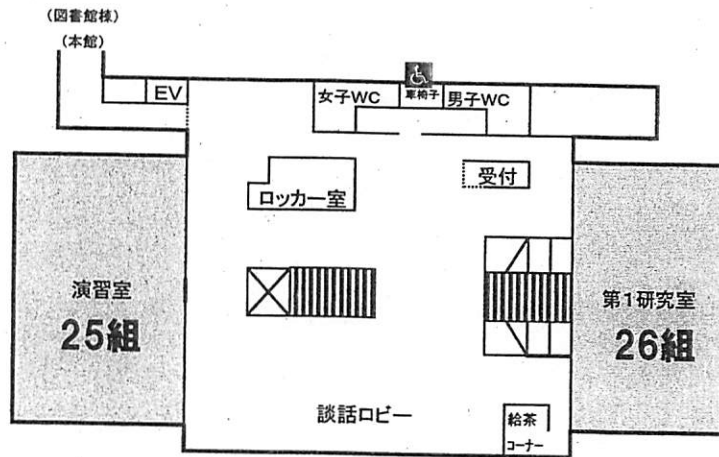 (図書館棟)
(本館)
EV
女子WC
車椅子
男子WC
ロッカー室
受付
演習室
25組
第1研究室
26組
談話ロビー
給茶
コーナー